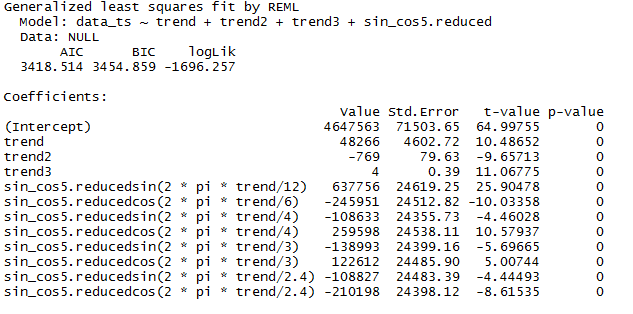 Generalized least squares fit by REML
Model: data_ts ~ trend + trend2 + trend3 + sin_cos5.reduced
Data: NULL
AIC BIC logLik
3418.514 3454.859 -1696.257
Coefficients:
Value Std.Error t-value p-value
(Intercept) 4647563 71503.65 64.99755 0
trend 48266 4602.72 10.48652 0
trend2 -769 79.63 -9.65713 0
trend3 4 0.39 11.06775 0
sin_cos5.reducedsin(2 * pi * trend/12) 637756 24619.25 25.90478 0
sin_cos5.reducedcos(2 * pi * trend/6) -245951 24512.82 -10.03358 0
sin_cos5.reducedsin(2 * pi * trend/4) -108633 24355.73 -4.46028 0
sin_cos5.reducedcos(2 * pi * trend/4) 259598 24538.11 10.57937 0
sin_cos5.reducedsin(2 * pi * trend/3) -138993 24399.16 -5.69665 0
sin_cos5.reducedcos(2 * pi * trend/3) 122612 24485.90 5.00744 0
sin_cos5.reducedsin(2 * pi * trend/2.4) -108827 24483.39 -4.44493 0
sin_cos5.reducedcos(2 * pi * trend/2.4) -210198 24398.12 -8.61535 0